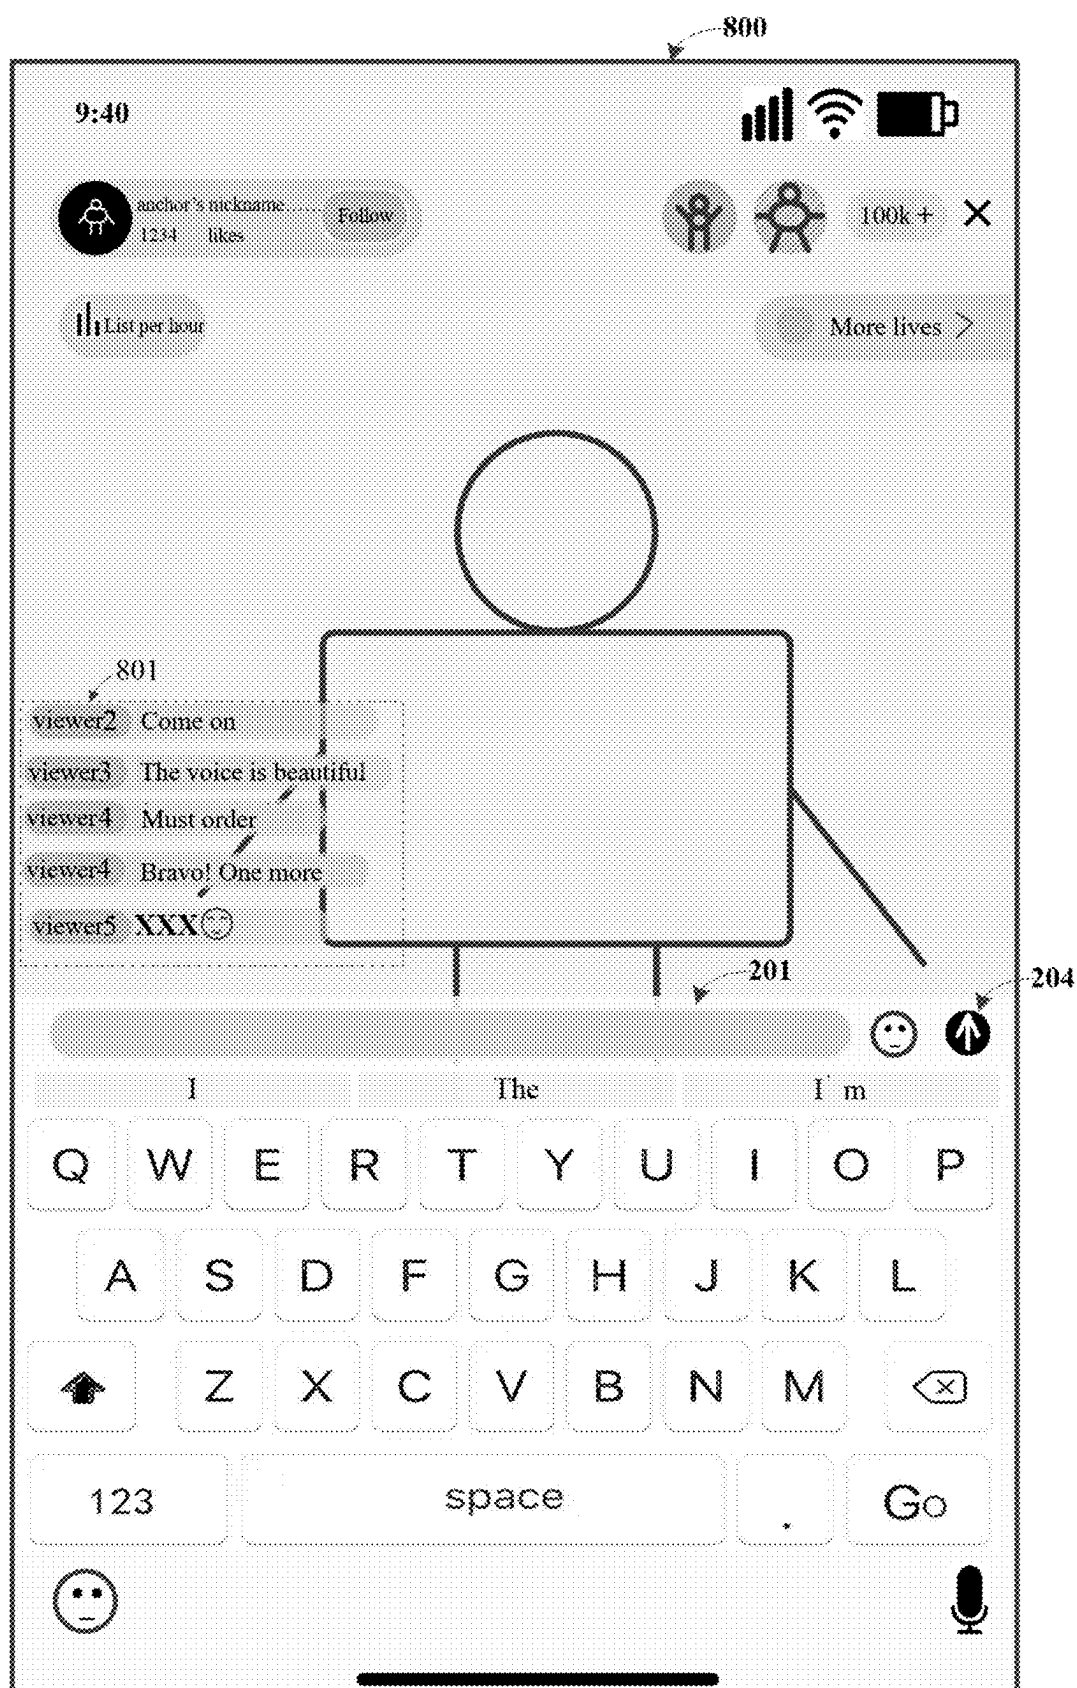 800
9:40
anchor's nickname...... Follow
1234 likes
100k +
List per hour
More lives
801
viewer2 Come on
viewer3 The voice is beautiful
viewer4 Must order
viewer4 Bravo! One more
viewer5 XXX
201
204
I The I'm
Q W E R T Y U I O P
A S D F G H J K L
Z X C V B N M
123 space . Go